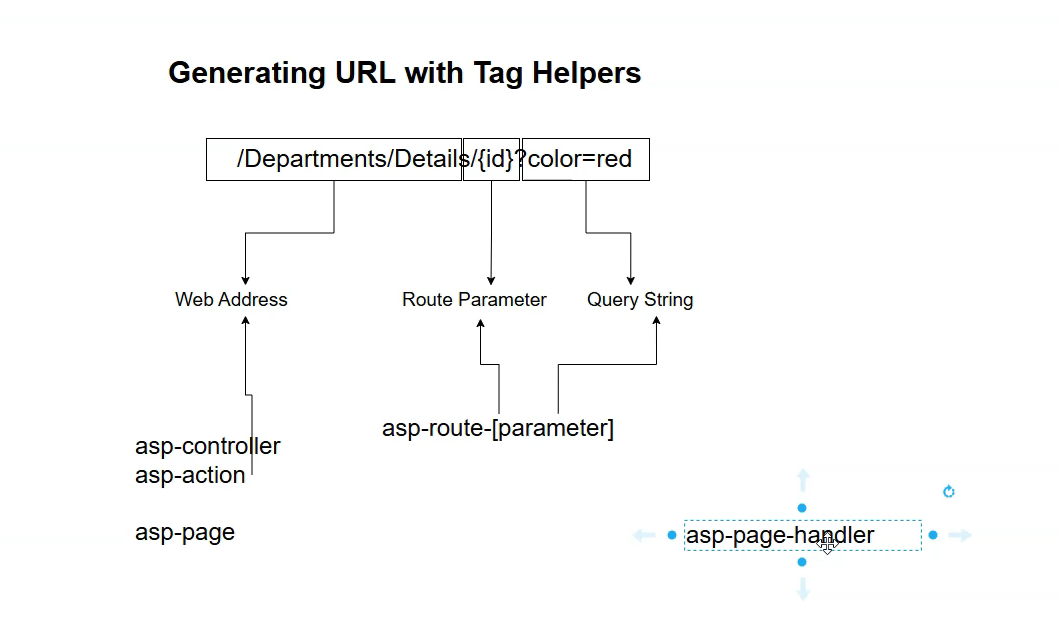 Generating URL with Tag Helpers
/Departments/Details/{id}?color=red
Web Address
Route Parameter
Query String
asp-route-[parameter]
asp-controller
asp-action
asp-page
asp-page-handler